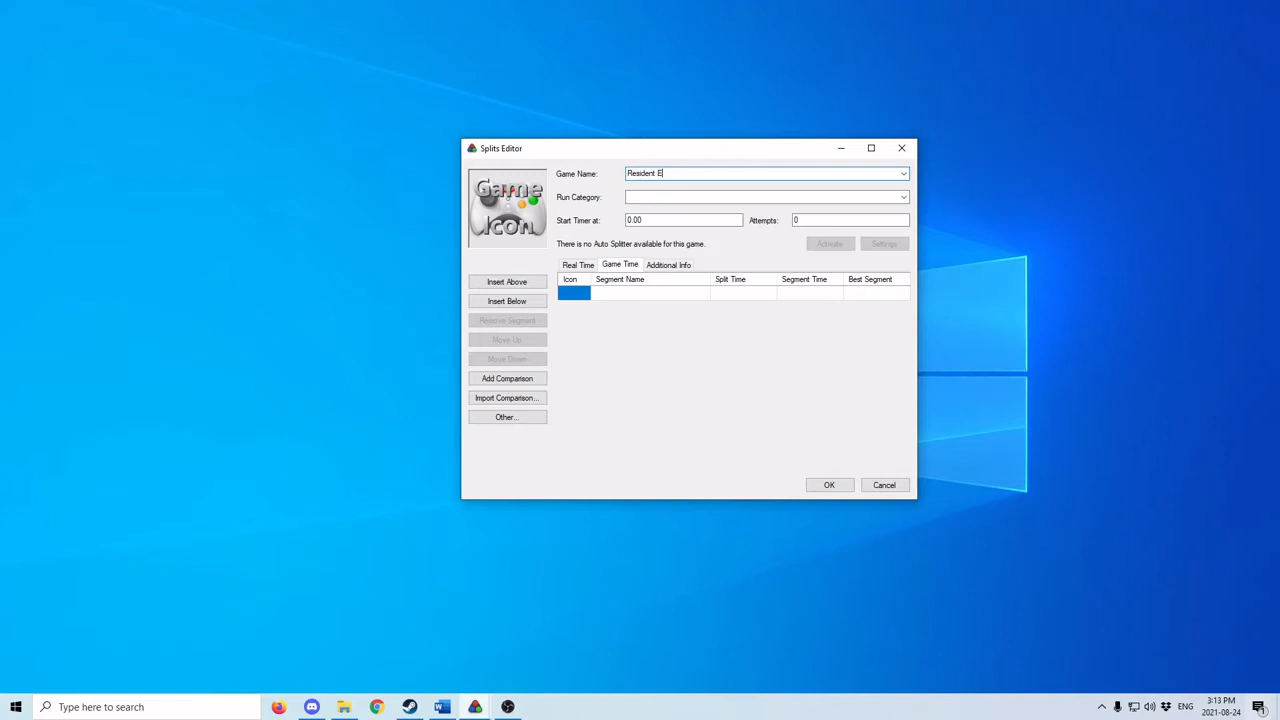 Splits Editor
Game
Icon
Game Name: Resident E
Run Category:
Start Timer at: 0.00 Attempts: 0
There is no Auto Splitter available for this game. Activate Settings
Real Time Game Time Additional Info
Icon Segment Name Split Time Segment Time Best Segment
Insert Above
Insert Below
Remove Segment
Move Up
Move Down
Add Comparison
Import Comparison...
Other...
OK Cancel
Type here to search
ENG
3:13 PM
2021-08-24
1